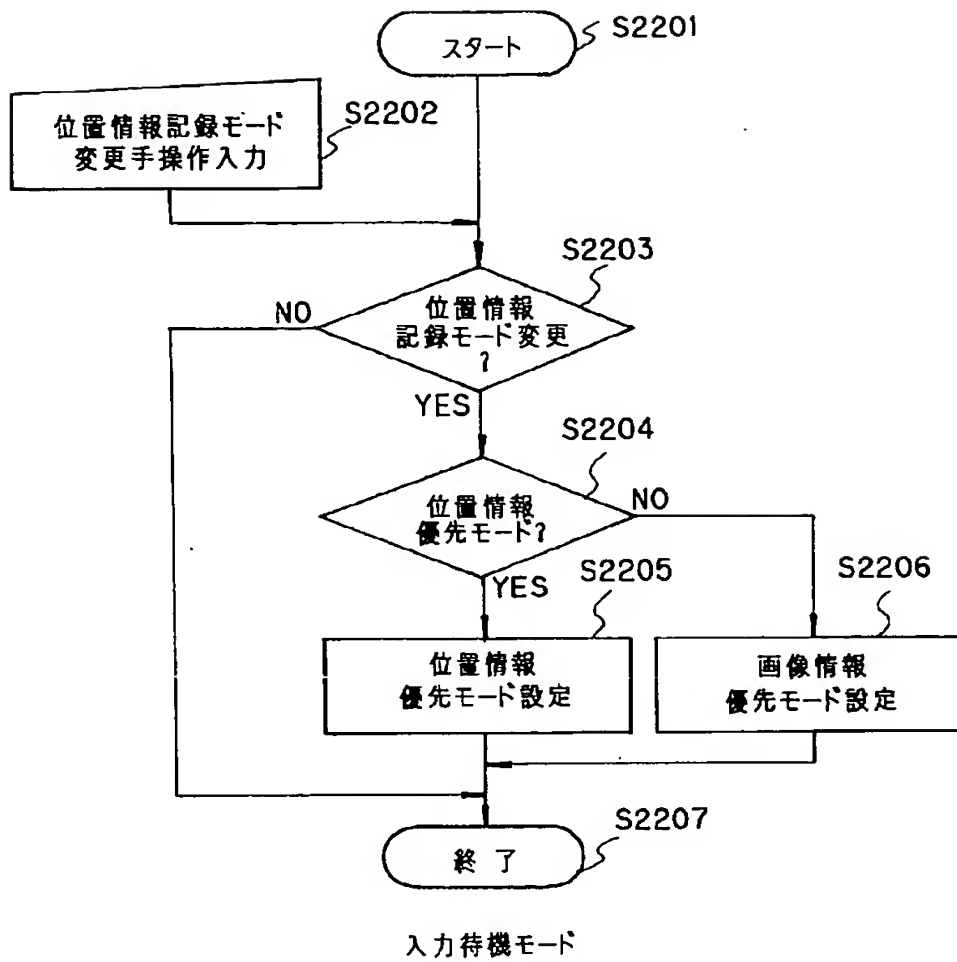 スタート
S2201
位置情報記録モード
変更手操作入力
S2202
S2203
位置情報
記録モード変更
?
NO
YES
S2204
位置情報
優先モード?
NO
YES
S2205
S2206
位置情報
優先モード設定
画像情報
優先モード設定
終了
S2207
入力待機モード